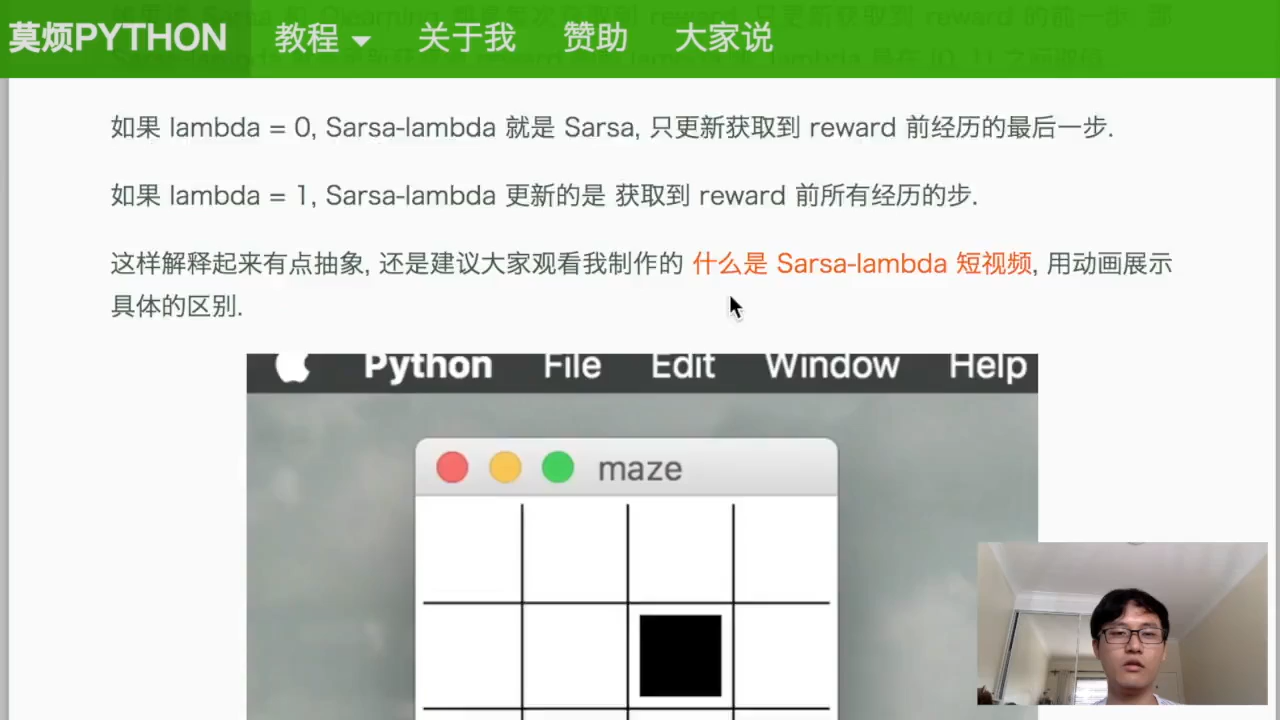 莫烦PYTHON 教程 关于我 赞助 大家说
如果 lambda = 0, Sarsa-lambda 就是 Sarsa, 只更新获取到 reward 前经历的最后一步.
如果 lambda = 1, Sarsa-lambda 更新的是 获取到 reward 前所有经历的步.
这样解释起来有点抽象, 还是建议大家观看我制作的 什么是 Sarsa-lambda 短视频, 用动画展示
具体的区别.
Python File Edit Window Help
maze